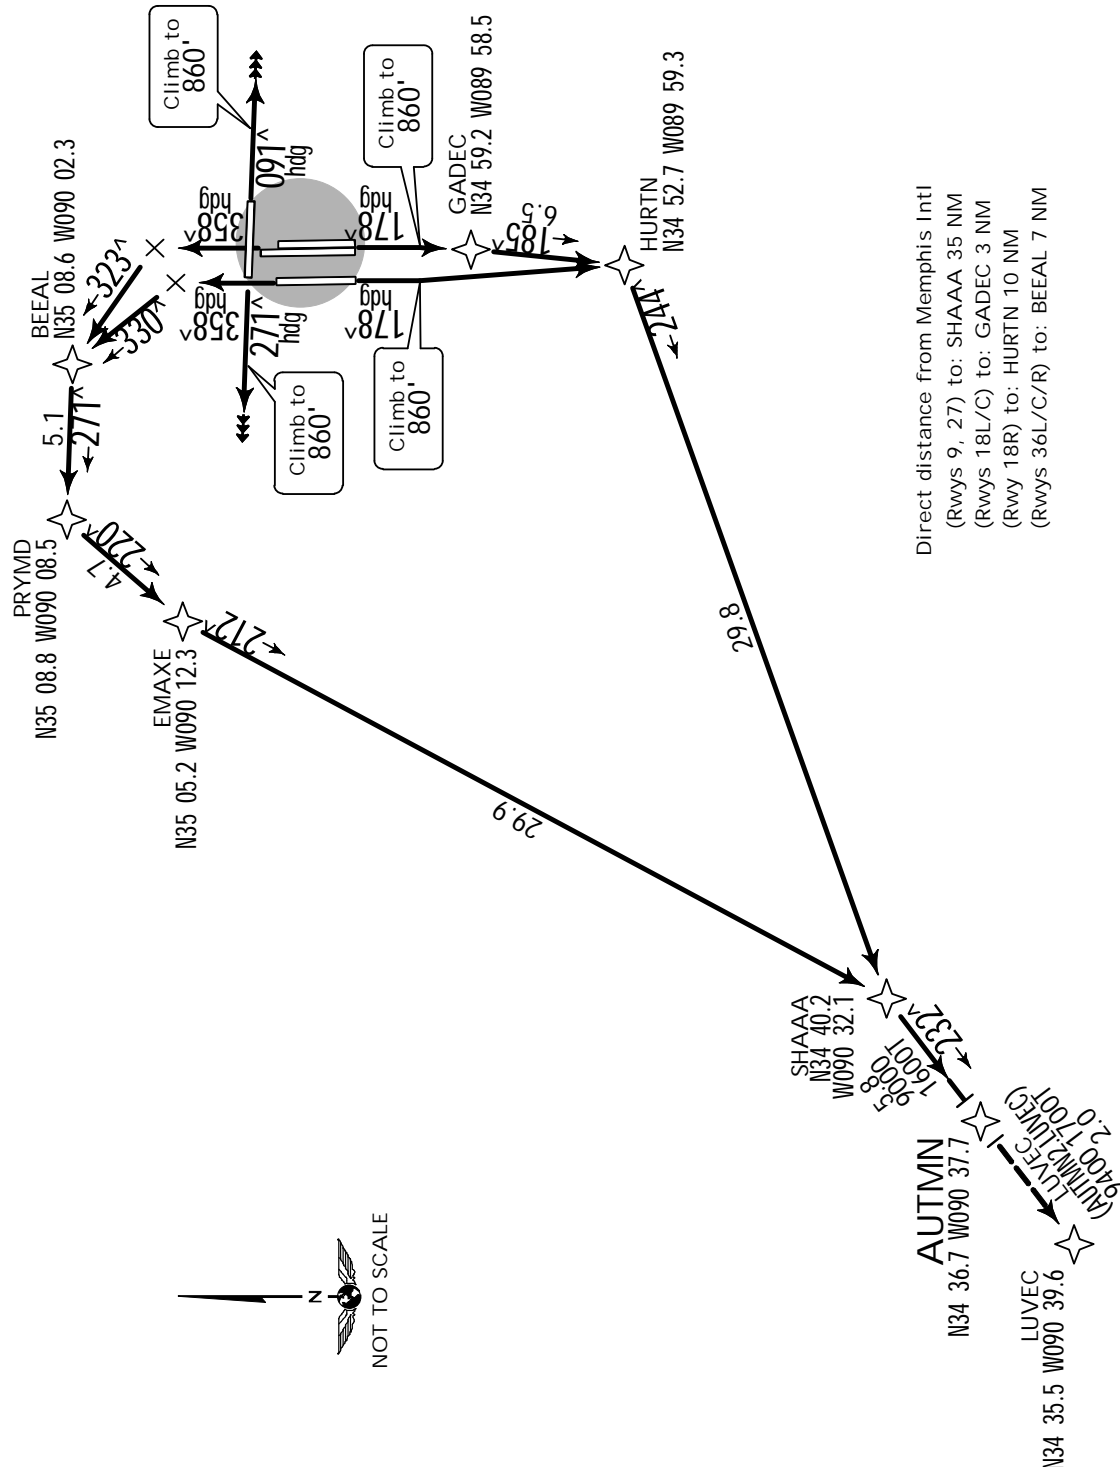 Climb to
860'
BEEAL
N35 08.6 W090 02.3
091^
hdg
Climb to
860'
GADEC
N34 59.2 W089 58.5
323^
330^
358^
hdg
358^
hdg
178^
hdg
178^
hdg
185^
6.5
HURTN
N34 52.7 W089 59.3
271^
hdg
Climb to
860'
Climb to
860'
244^
5.1
271^
PRYMD
N35 08.8 W090 08.5
4.7
220^
EMAXE
N35 05.2 W090 12.3
212^
29.8
29.9
SHAAA
N34 40.2
W090 32.1
5.8
9000
1600T
232^
AUTMN
N34 36.7 W090 37.7
LUVEC
(AUTMN2.LUVEC)
9400 1700T
2.0
LUVEC
N34 35.5 W090 39.6
Direct distance from Memphis Intl
(Rwys 9, 27) to: SHAAA 35 NM
(Rwys 18L/C) to: GADEC 3 NM
(Rwy 18R) to: HURTN 10 NM
(Rwys 36L/C/R) to: BEEAL 7 NM
N
NOT TO SCALE